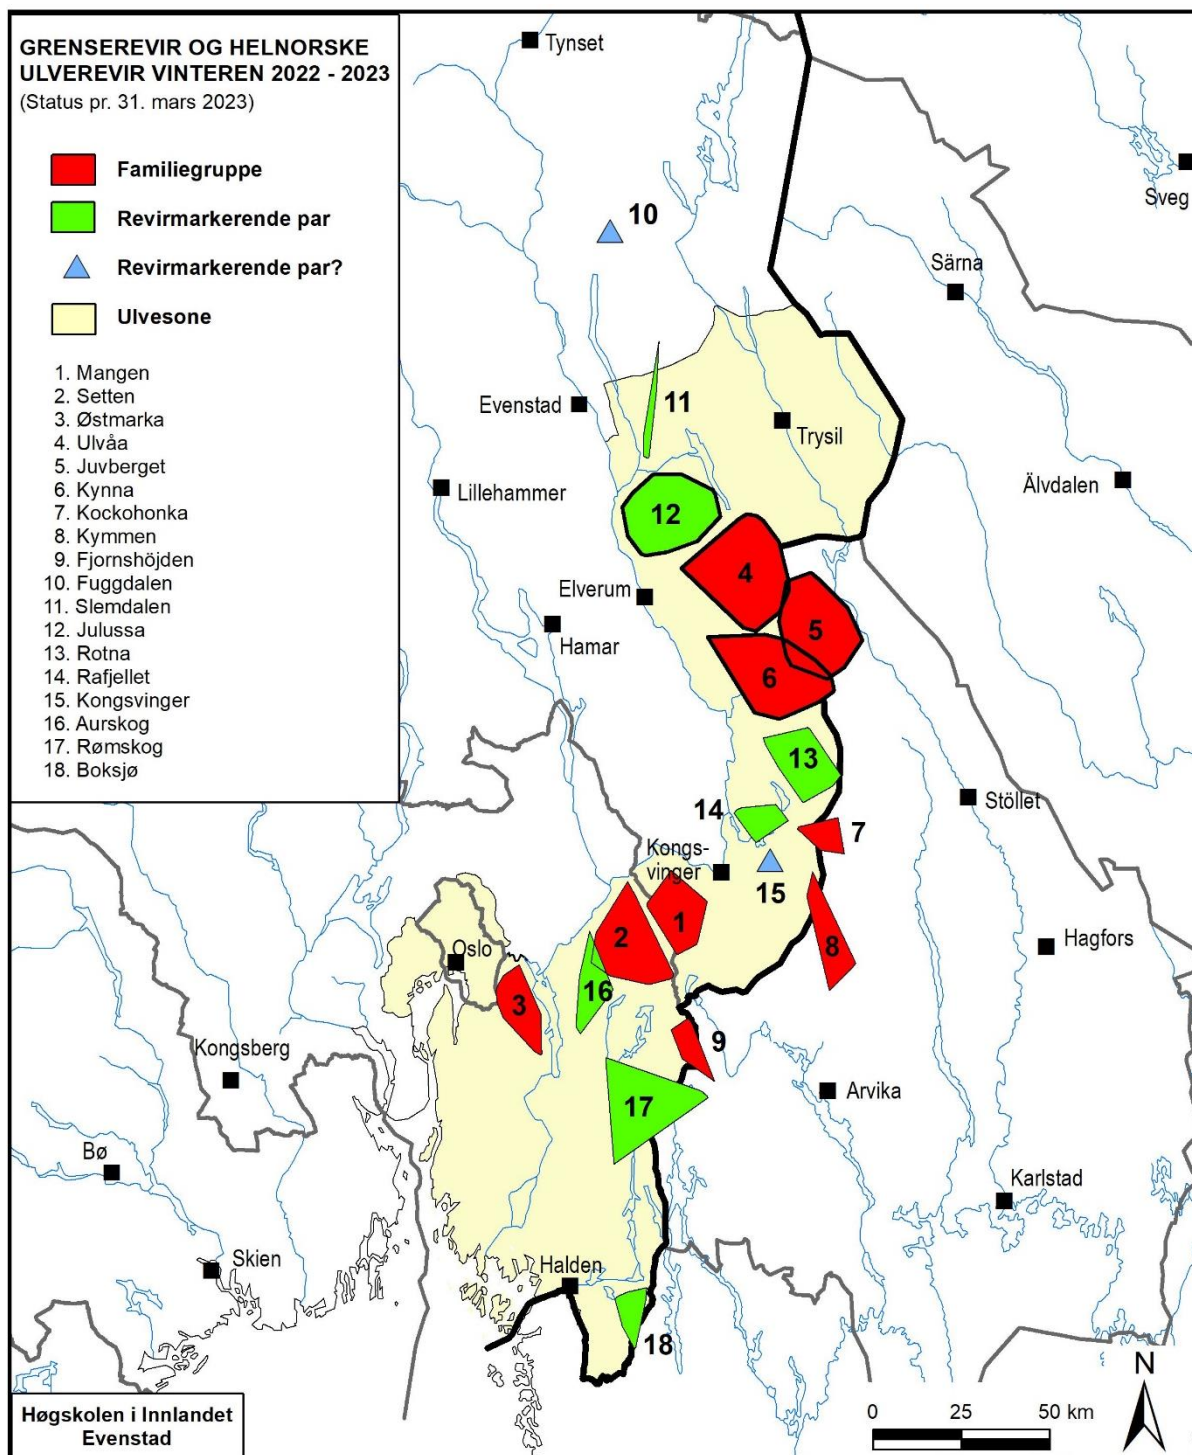 GRENSEREVIR OG HELNORSKE
ULVEREVIR VINTEREN 2022 - 2023
(Status pr. 31. mars 2023)
Familiegruppe
Revirmarkerende par
Revirmarkerende par?
Ulvesone
1. Mangen
2. Setten
3. Østmarka
4. Ulvåa
5. Juvberget
6. Kynna
7. Kockohonka
8. Kymmen
9. Fjornshöjden
10. Fuggdalen
11. Slemdalen
12. Julussa
13. Rotna
14. Rafjellet
15. Kongsvinger
16. Aurskog
17. Rømskog
18. Boksjø
Tynset
Sveg
10
Särna
Evenstad
11
Trysil
Lillehammer
Älvdalen
12
4
Elverum
Hamar
5
6
13
Stöllet
14
7
Kongs-
vinger
15
1
2
8
Hagfors
Oslo
16
3
9
Kongsberg
Arvika
17
Bø
Karlstad
Skien
Halden
18
N
0 25 50 km
Høgskolen i Innlandet
Evenstad